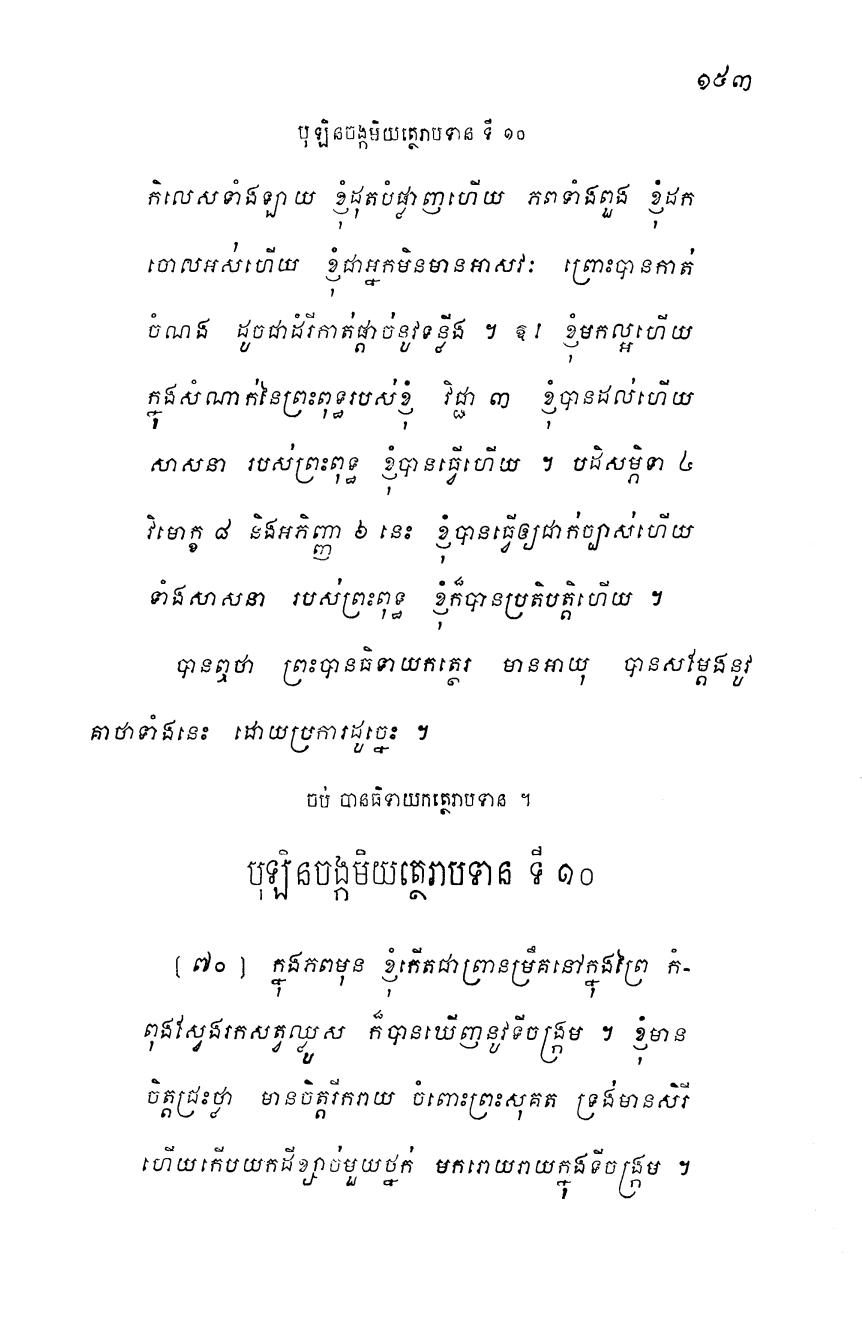 ១៥៣
បុឡិនចង្កមិយត្ថេរាបទាន ទី ១០
កិលេសទាំងឡាយ ខ្ញុំដុតបំផ្លាញហើយ ភពទាំងពួង ខ្ញុំដក
ចោលអស់ហើយ ខ្ញុំជាអ្នកមិនមានអាសវៈ ព្រោះបានកាត់
ចំណង ដូចជាដំរីកាត់ផ្តាច់នូវទន្លីង ។ ឱ! ខ្ញុំមកល្អហើយ
ក្នុងសំណាក់នៃព្រះពុទ្ធរបស់ខ្ញុំ វិជ្ជា ៣ ខ្ញុំបានដល់ហើយ
សាសនា របស់ព្រះពុទ្ធ ខ្ញុំបានធ្វើហើយ ។ បដិសម្ភិទា ៤
វិមោក្ខ ៨ និងអភិញ្ញា ៦ នេះ ខ្ញុំបានធ្វើឲ្យជាក់ច្បាស់ហើយ
ទាំងសាសនា របស់ព្រះពុទ្ធ ខ្ញុំក៏បានប្រតិបត្តិហើយ ។
បានឮថា ព្រះបានធិទាយកត្ថេរ មានអាយុ បានសម្តែងនូវ
គាថាទាំងនេះ ដោយប្រការដូច្នេះ ។
ចប់ បានធិទាយកត្ថេរាបទាន ។
បុឡិនចង្កមិយត្ថេរាបទាន ទី ១០
[ ៧០ ] ក្នុងភពមុន ខ្ញុំកើតជាព្រានម្រឹគនៅក្នុងព្រៃ កំ-
ពុងស្វែងរកសត្វឈ្លូស ក៏បានឃើញនូវទីចង្ក្រម ។ ខ្ញុំមាន
ចិត្តជ្រះថ្លា មានចិត្តរីករាយ ចំពោះព្រះសុគត ទ្រង់មានសិរី
ហើយកើបយកដីខ្សាច់មួយថ្នក់ មករោយរាយក្នុងទីចង្ក្រម ។